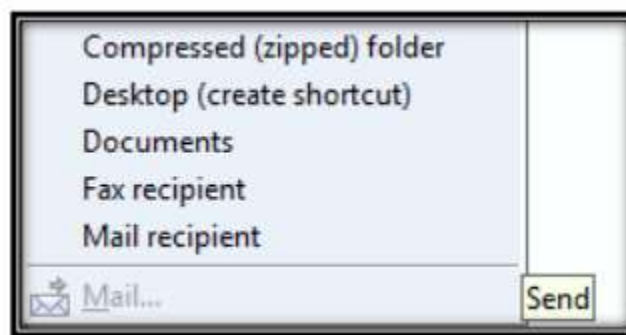 Compressed (zipped) folder
Desktop (create shortcut)
Documents
Fax recipient
Mail recipient
Mail...
Send